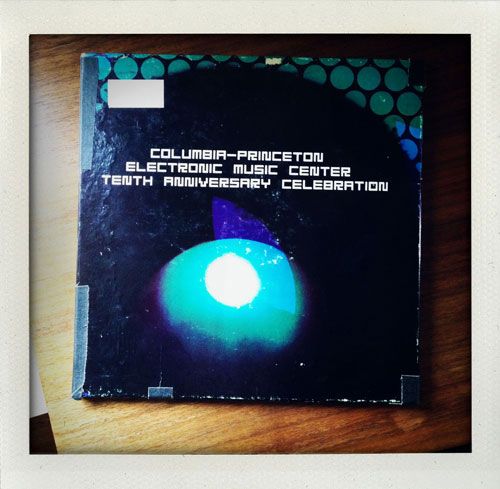 COLUMBIA-PRINCETON
ELECTRONIC MUSIC CENTER
TENTH ANNIVERSARY CELEBRATION